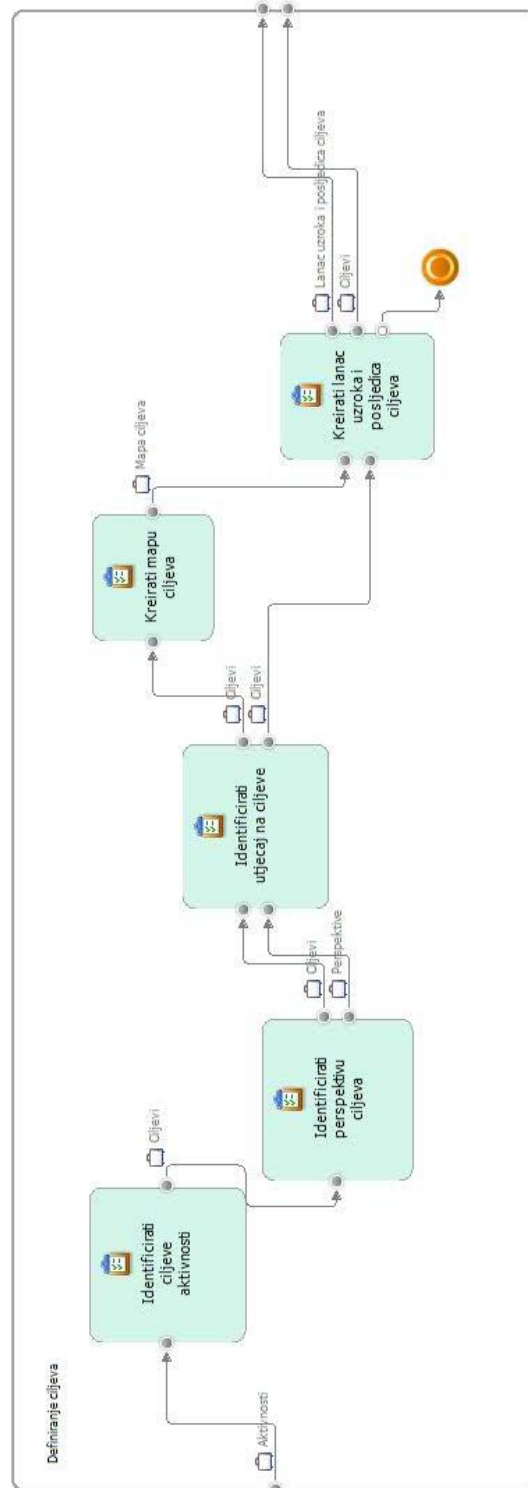 Definiranje ciljeva
Aktivnosti
Identificirati
ciljeve
aktivnosti
Ciljevi
Identificirati
perspektivu
ciljeva
Ciljevi
Perspektive
Identificirati
utjecaj na ciljeve
Ciljevi
Ciljevi
Kreirati mapu
ciljeva
Mapa ciljeva
Kreirati lanac
uzroka i
posljedica
ciljeva
Lanac uzroka i posljedica ciljeva
Ciljevi